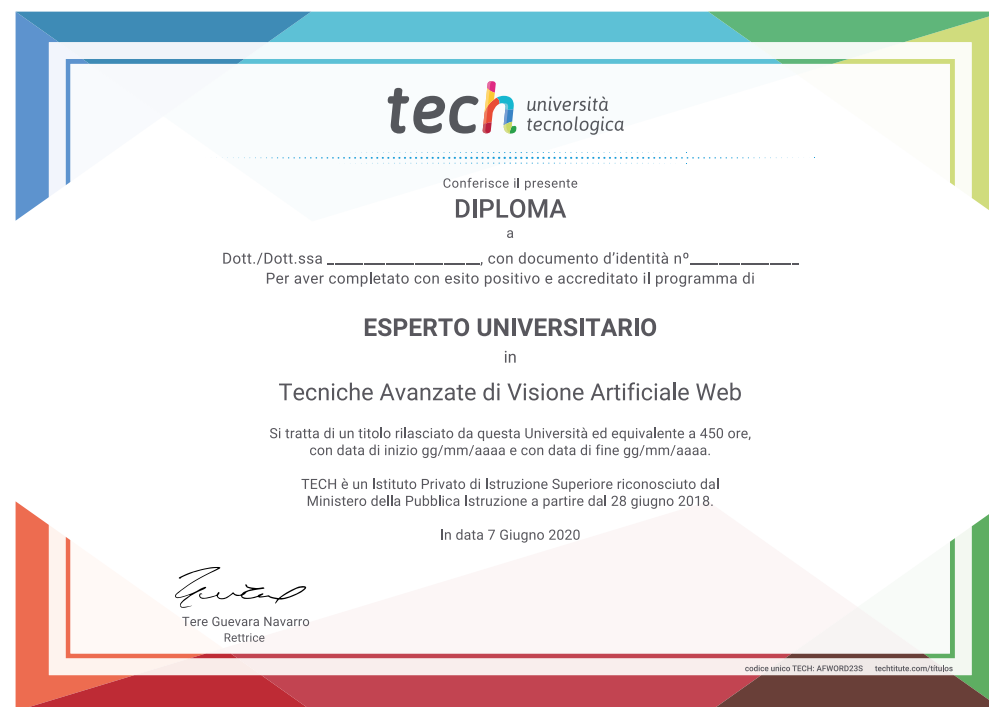 tech università
tecnologica
Conferisce il presente
DIPLOMA
a
Dott./Dott.ssa ____________________, con documento d'identità nº______________
Per aver completato con esito positivo e accreditato il programma di
ESPERTO UNIVERSITARIO
in
Tecniche Avanzate di Visione Artificiale Web
Si tratta di un titolo rilasciato da questa Università ed equivalente a 450 ore,
con data di inizio gg/mm/aaaa e con data di fine gg/mm/aaaa.
TECH è un Istituto Privato di Istruzione Superiore riconosciuto dal
Ministero della Pubblica Istruzione a partire dal 28 giugno 2018.
In data 7 Giugno 2020
Tere Guevara Navarro
Rettrice
codice unico TECH: AFWORD23S techtitute.com/títulos